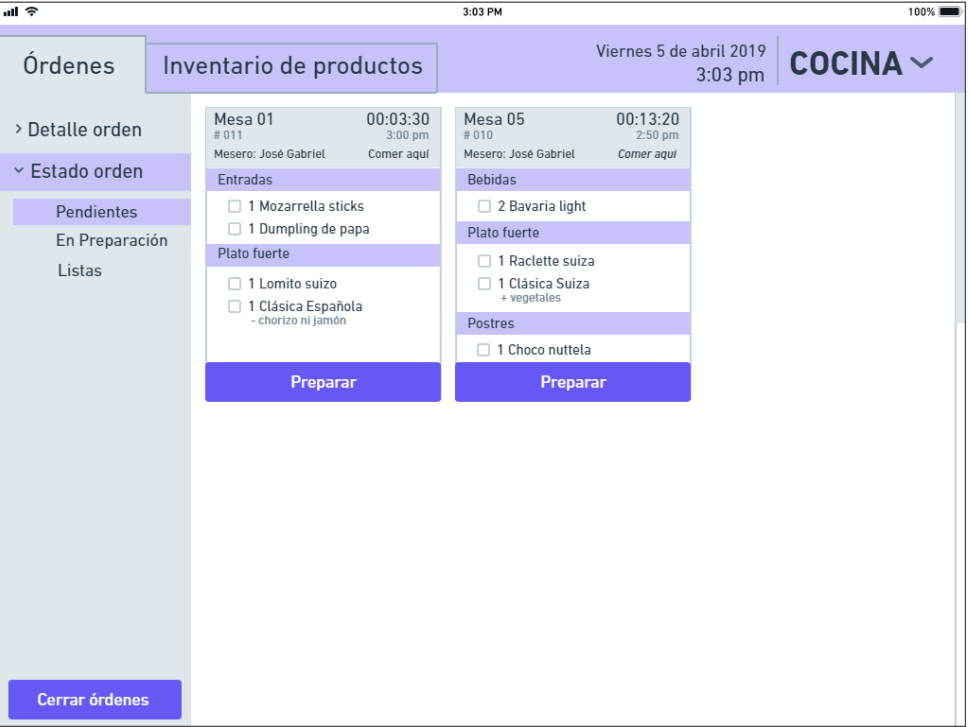 3:03 PM
100%
Órdenes
Inventario de productos
Viernes 5 de abril 2019
3:03 pm
COCINA
Detalle orden
Estado orden
Pendientes
En Preparación
Listas
Cerrar órdenes
Mesa 01 00:03:30
# 011 3:00 pm
Mesero: José Gabriel Comer aquí
Entradas
1 Mozarrella sticks
1 Dumpling de papa
Plato fuerte
1 Lomito suizo
1 Clásica Española
- chorizo ni jamón
Preparar
Mesa 05 00:13:20
# 010 2:50 pm
Mesero: José Gabriel Comer aquí
Bebidas
2 Bavaria light
Plato fuerte
1 Raclette suiza
1 Clásica Suiza
+ vegetales
Postres
1 Choco nuttela
Preparar